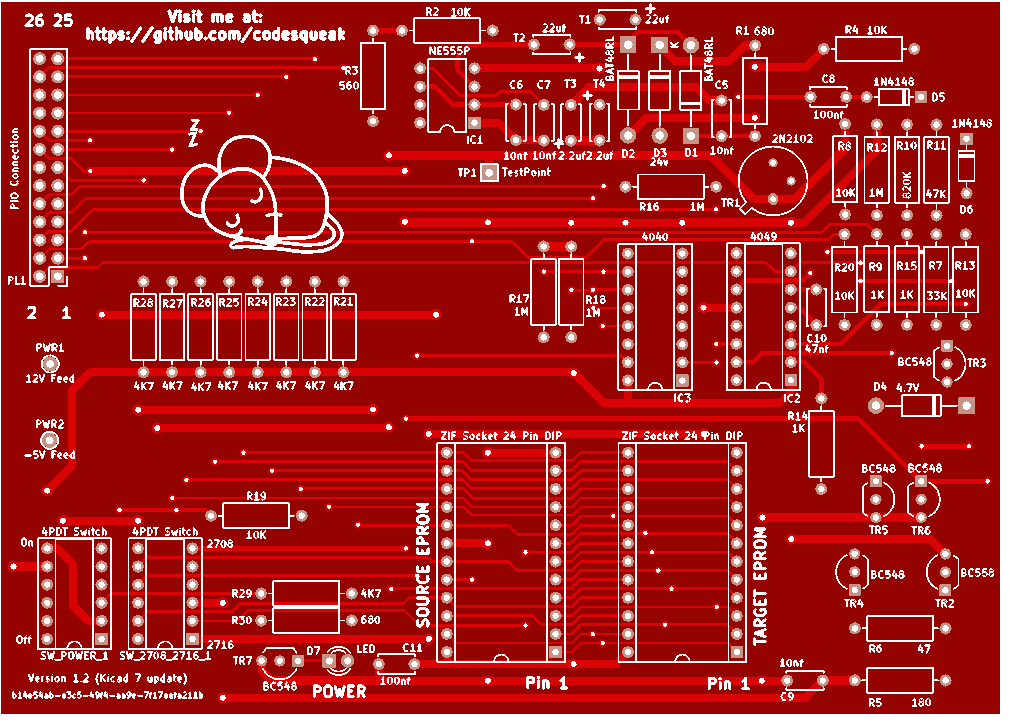 26 25
Visit me at:
https://github.com/codesqueak
R2 10K
T1
22uf
+
T2
22uf
+
NE555P
R3
560
IC1
BAT48RL
K
BAT48RL
R1 680
R4 10K
C6
C7
T3
+
T4
C5
C8
100nf
1N4148
D5
10nf
10nf
+
2.2uf
2.2uf
D2
D3
24v
D1
10nf
2N2102
TR1
TP1
TestPoint
R16 1M
R8
10K
R12
1M
R10
820K
R11
47K
1N4148
D6
PIO Connection
PL1
z
z
2 1
R28
R27
R26
R25
R24
R23
R22
R21
4K7
4K7
4K7
4K7
4K7
4K7
4K7
4K7
R17
1M
R18
1M
4040
IC3
4049
IC2
C10
47nf
R20
10K
R9
1K
R15
1K
R7
33K
R13
10K
BC548
TR3
PWR1
12V Feed
PWR2
-5V Feed
D4 4.7V
R14
1K
ZIF Socket 24 Pin DIP
ZIF Socket 24 Pin DIP
SOURCE EPROM
TARGET EPROM
Pin 1
Pin 1
BC548
BC548
TR5
TR6
BC548
TR4
BC558
TR2
R19
10K
4PDT Switch
4PDT Switch
On
2708
Off
2716
SW_POWER_1
SW_2708_2716_1
R29
4K7
R30
680
TR7
BC548
D7
LED
POWER
C11
100nf
R6 47
10nf
C9
R5 180
Version 1.2 (Kicad 7 update)